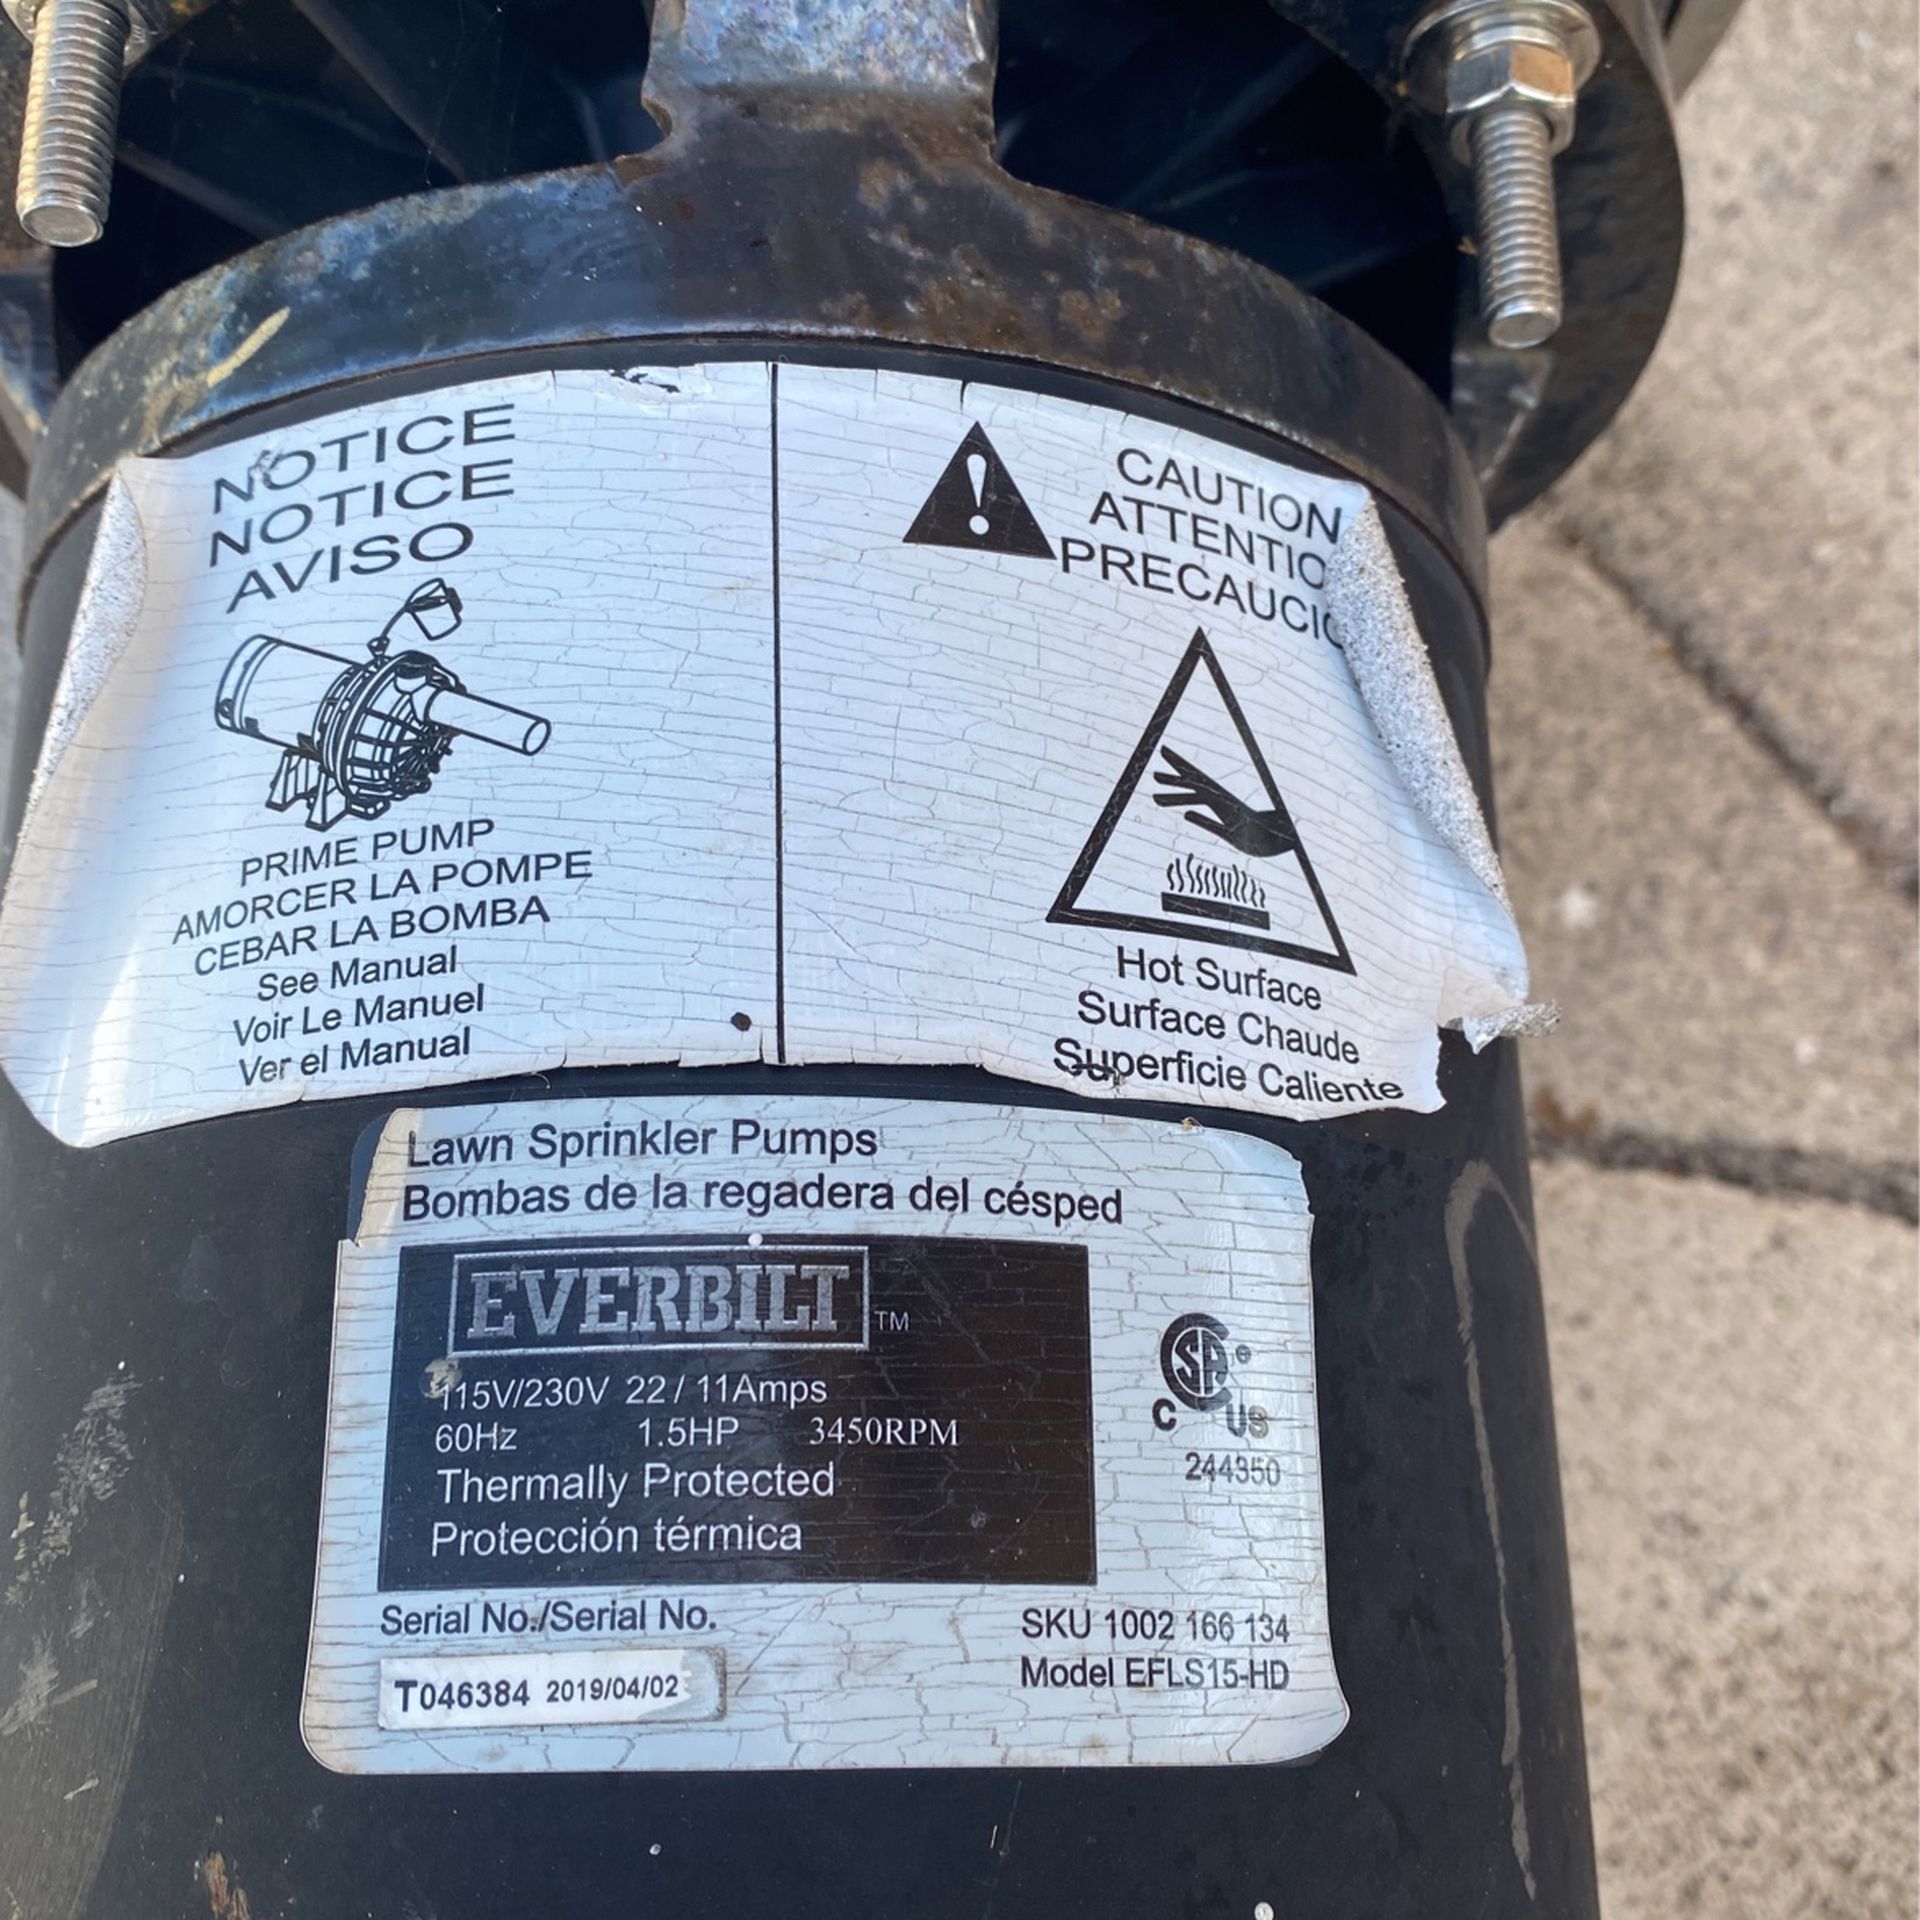 NOTICE
NOTICE
AVISO
PRIME PUMP
AMORCER LA POMPE
CEBAR LA BOMBA
See Manual
Voir Le Manuel
Ver el Manual
CAUTION
ATTENTIO
PRECAUCIO
Hot Surface
Surface Chaude
Superficie Caliente
Lawn Sprinkler Pumps
Bombas de la regadera del césped
EVERBILT TM
115V/230V 22 / 11Amps
60Hz 1.5HP 3450RPM
Thermally Protected
Protección térmica
CSA®
C US
244350
Serial No./Serial No.
T046384 2019/04/02
SKU 1002 166 134
Model EFLS15-HD